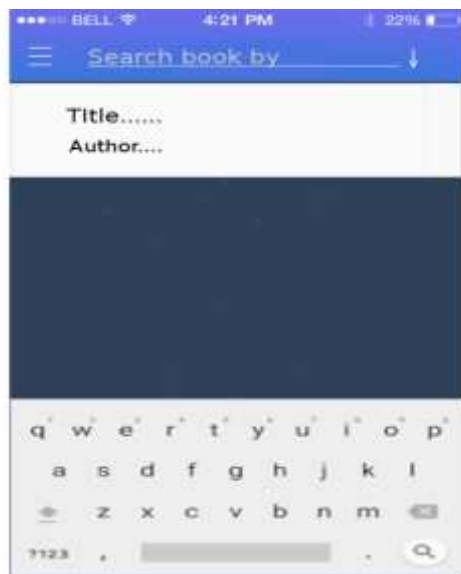 BELL 4:21 PM 22%
Search book by
Title......
Author....
q w e r t y u i o p
a s d f g h j k l
z x c v b n m
?123 , .